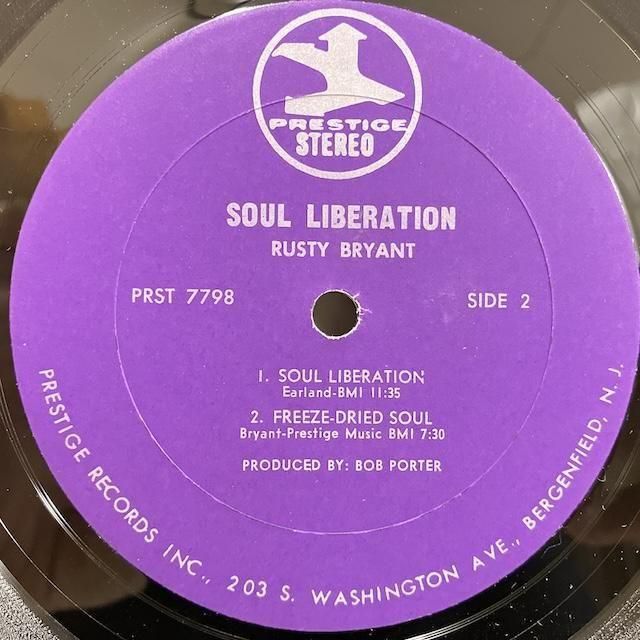 PRESTIGE
STEREO
SOUL LIBERATION
RUSTY BRYANT
PRST 7798
SIDE 2
1. SOUL LIBERATION
Earland-BMI 11:35
2. FREEZE-DRIED SOUL
Bryant-Prestige Music BMI 7:30
PRODUCED BY: BOB PORTER
PRESTIGE RECORDS INC., 203 S. WASHINGTON AVE., BERGENFIELD, N. J.